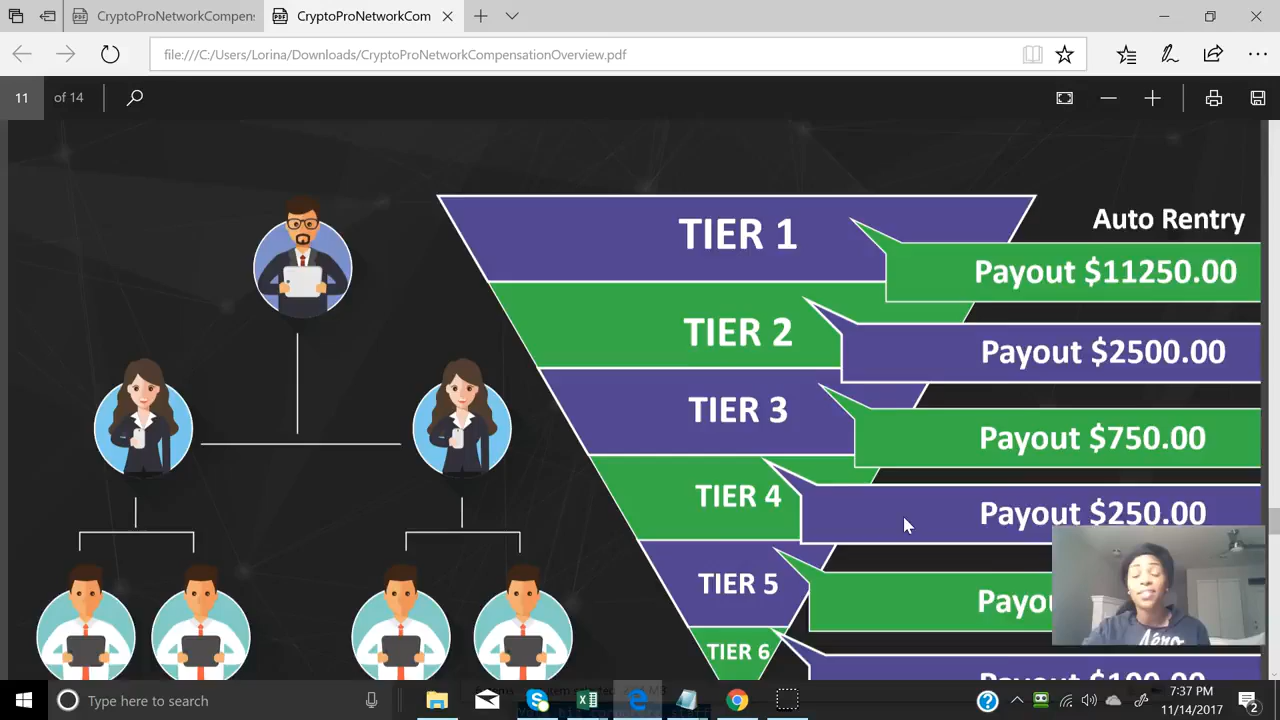 CryptoProNetworkCompens
CryptoProNetworkCom
file:///C:/Users/Lorina/Downloads/CryptoProNetworkCompensationOverview.pdf
11 of 14
TIER 1
Auto Rentry
Payout $11250.00
TIER 2
Payout $2500.00
TIER 3
Payout $750.00
TIER 4
Payout $250.00
TIER 5
TIER 6
Type here to search
7:37 PM
11/14/2017
2